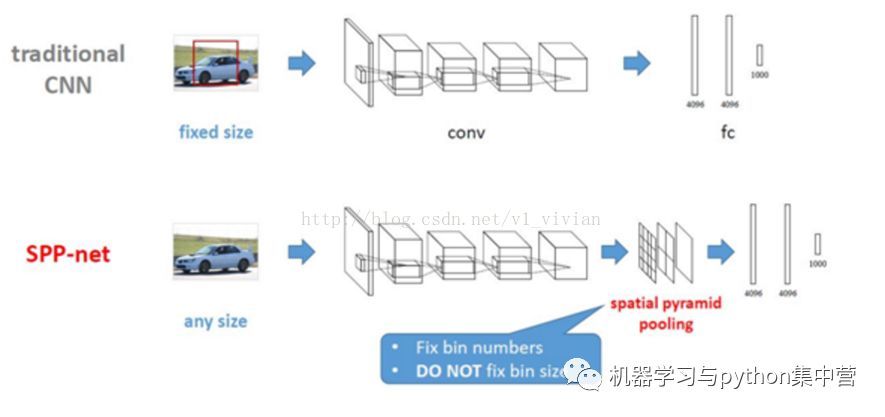 traditional
CNN
fixed size
conv
4096
4096
1000
fc
http://blog.csdn.net/v1_vivian
SPP-net
any size
4096
4096
1000
spatial pyramid
pooling
• Fix bin numbers
• DO NOT fix bin size
机器学习与python集中营